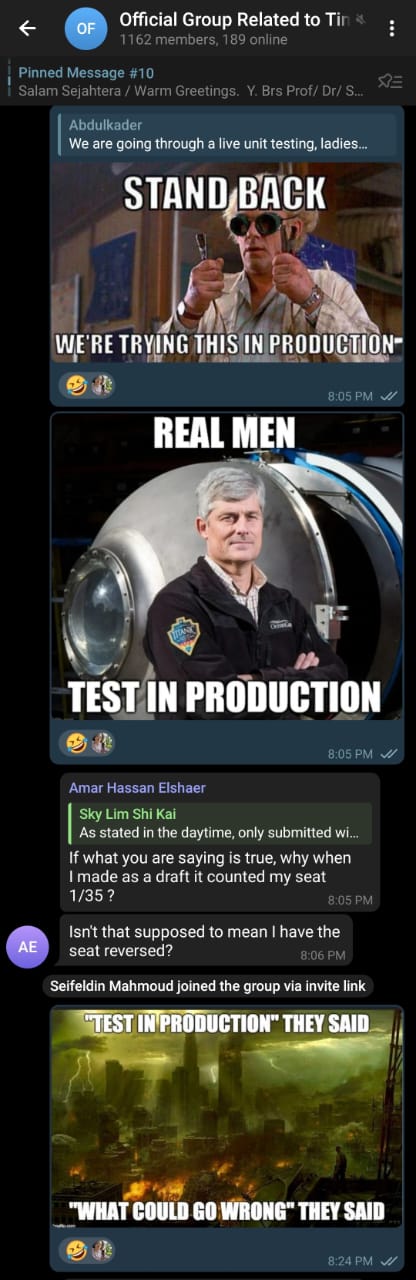 OF
Official Group Related to Tin
1162 members, 189 online
Pinned Message #10
Salam Sejahtera / Warm Greetings. Y. Brs Prof/ Dr/ S...
Abdulkader
We are going through a live unit testing, ladies...
STAND BACK
WE'RE TRYING THIS IN PRODUCTION
8:05 PM
REAL MEN
TITANIC
OceanGate
TEST IN PRODUCTION
8:05 PM
Amar Hassan Elshaer
Sky Lim Shi Kai
As stated in the daytime, only submitted wi...
If what you are saying is true, why when
I made as a draft it counted my seat
1/35 ?
8:05 PM
AE
Isn't that supposed to mean I have the
seat reversed?
8:06 PM
Seifeldin Mahmoud joined the group via invite link
"TEST IN PRODUCTION" THEY SAID
"WHAT COULD GO WRONG" THEY SAID
8:24 PM